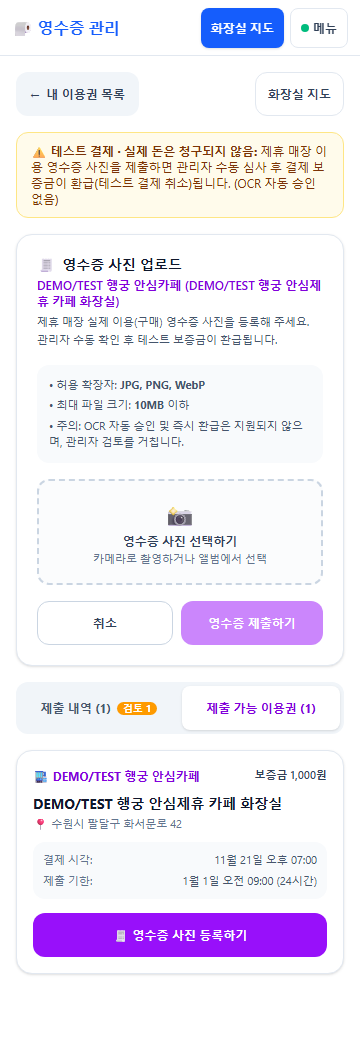 영수증 관리
화장실 지도
메뉴
← 내 이용권 목록
화장실 지도
⚠️ 테스트 결제 · 실제 돈은 청구되지 않음: 제휴 매장 이
용 영수증 사진을 제출하면 관리자 수동 심사 후 결제 보
증금이 환급(테스트 결제 취소)됩니다. (OCR 자동 승인
없음)
영수증 사진 업로드
DEMO/TEST 행궁 안심카페 (DEMO/TEST 행궁 안심제
휴 카페 화장실)
제휴 매장 실제 이용(구매) 영수증 사진을 등록해 주세요.
관리자 수동 확인 후 테스트 보증금이 환급됩니다.
• 허용 확장자: JPG, PNG, WebP
• 최대 파일 크기: 10MB 이하
• 주의: OCR 자동 승인 및 즉시 환급은 지원되지 않으
며, 관리자 검토를 거칩니다.
영수증 사진 선택하기
카메라로 촬영하거나 앨범에서 선택
취소
영수증 제출하기
제출 내역 (1) 검토 1
제출 가능 이용권 (1)
DEMO/TEST 행궁 안심카페
보증금 1,000원
DEMO/TEST 행궁 안심제휴 카페 화장실
📍 수원시 팔달구 화서문로 42
결제 시각: 11월 21일 오후 07:00
제출 기한: 1월 1일 오전 09:00 (24시간)
영수증 사진 등록하기